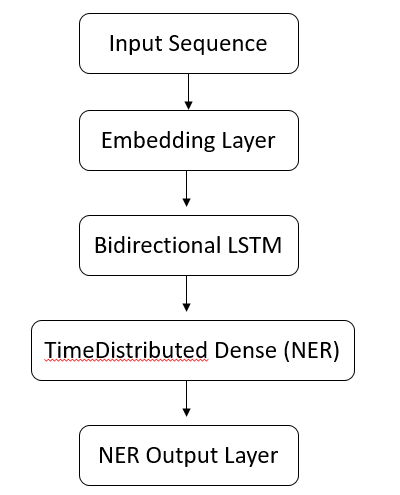 Input Sequence
Embedding Layer
Bidirectional LSTM
TimeDistributed Dense (NER)
NER Output Layer